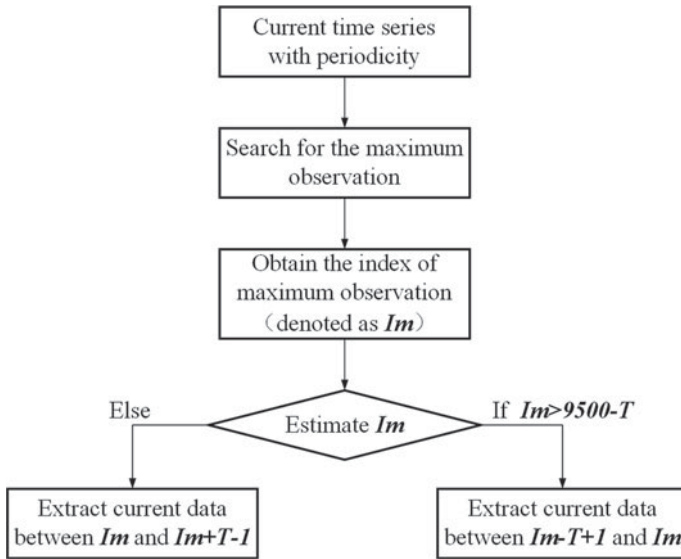 Current time series
with periodicity
Search for the maximum
observation
Obtain the index of
maximum observation
（denoted as Im）
Estimate Im
Else
If Im>9500-T
Extract current data
between Im and Im+T-1
Extract current data
between Im-T+1 and Im